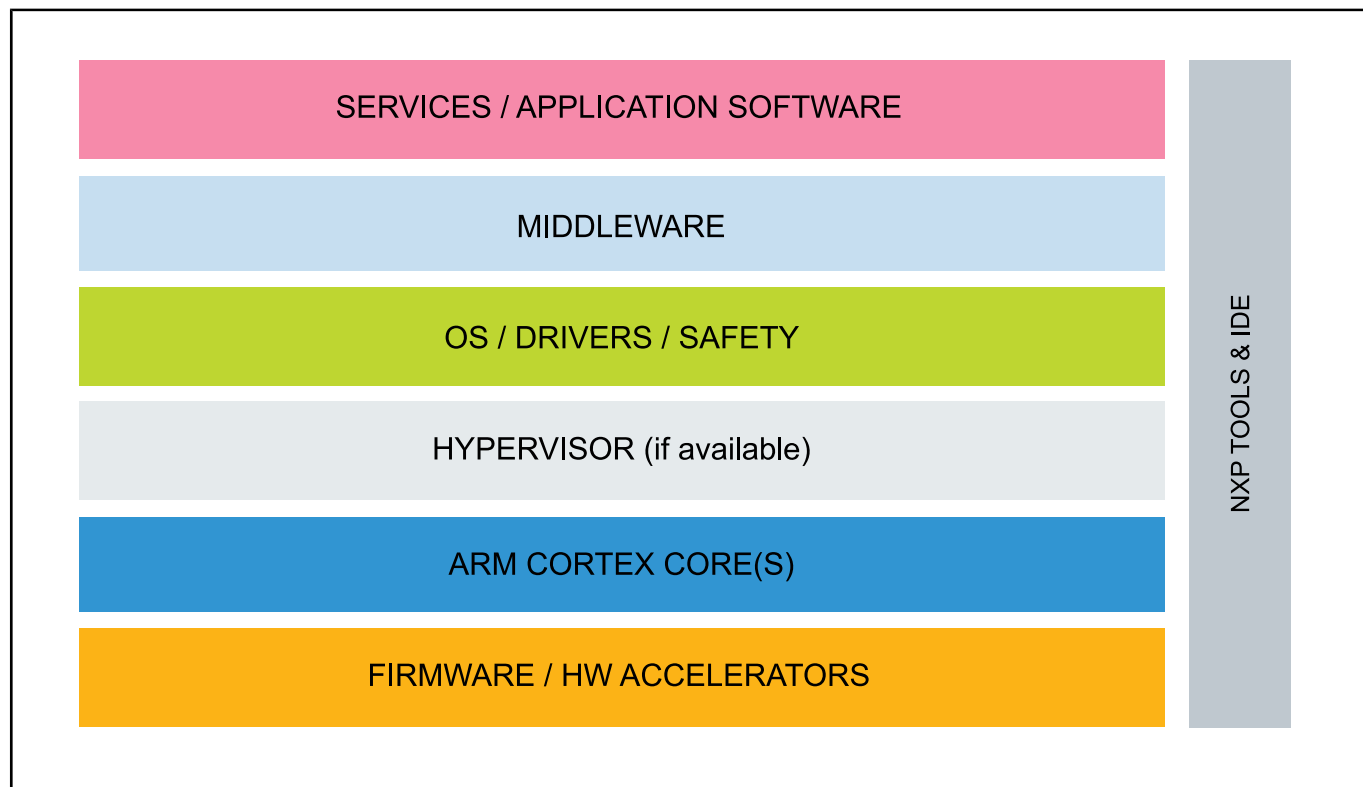 SERVICES / APPLICATION SOFTWARE
MIDDLEWARE
OS / DRIVERS / SAFETY
HYPERVISOR (if available)
ARM CORTEX CORE(S)
FIRMWARE / HW ACCELERATORS
NXP TOOLS & IDE